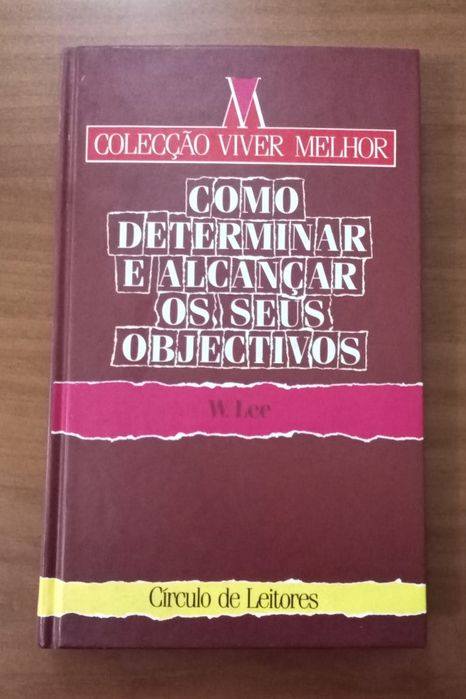 COLECÇÃO VIVER MELHOR
COMO
DETERMINAR
E ALCANÇAR
OS SEUS
OBJECTIVOS
W. Lee
Círculo de Leitores